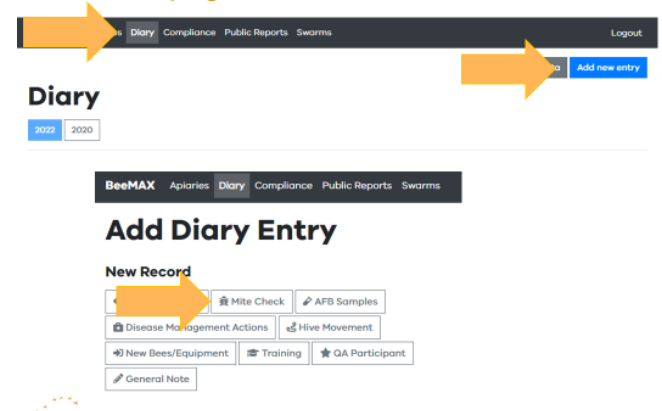 Diary Compliance Public Reports Swarms Logout
Add new entry
Diary
2022 2020
BeeMAX Apiaries Diary Compliance Public Reports Swarms
Add Diary Entry
New Record
Mite Check AFB Samples
Disease Management Actions Hive Movement
New Bees/Equipment Training QA Participant
General Note